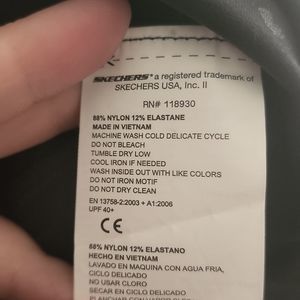 SKECHERS® a registered trademark of
SKECHERS USA, Inc. II
RN# 118930
88% NYLON 12% ELASTANE
MADE IN VIETNAM
MACHINE WASH COLD DELICATE CYCLE
DO NOT BLEACH
TUMBLE DRY LOW
COOL IRON IF NEEDED
WASH INSIDE OUT WITH LIKE COLORS
DO NOT IRON MOTIF
DO NOT DRY CLEAN
EN 13758-2:2003 + A1:2006
UPF 40+
CE
88% NYLON 12% ELASTANO
HECHO EN VIETNAM
LAVADO EN MAQUINA CON AGUA FRIA,
CICLO DELICADO
NO USAR CLORO
SECAR EN CICLO DELICADO